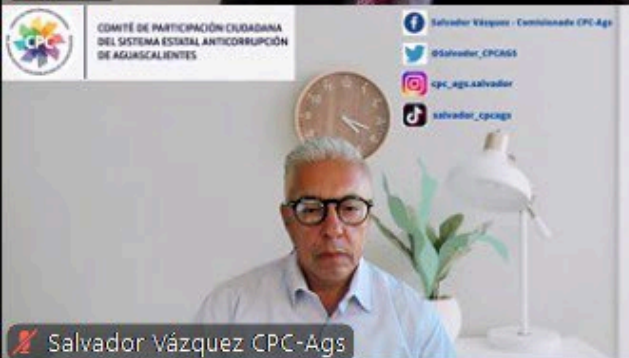 CPC
COMITÉ DE PARTICIPACIÓN CIUDADANA
DEL SISTEMA ESTATAL ANTICORRUPCIÓN
DE AGUASCALIENTES
Salvador Vázquez - Comisionado CPC-Ags
@Salvador_CPCAGS
cpc_ags.salvador
salvador_cpcags
Salvador Vázquez CPC-Ags